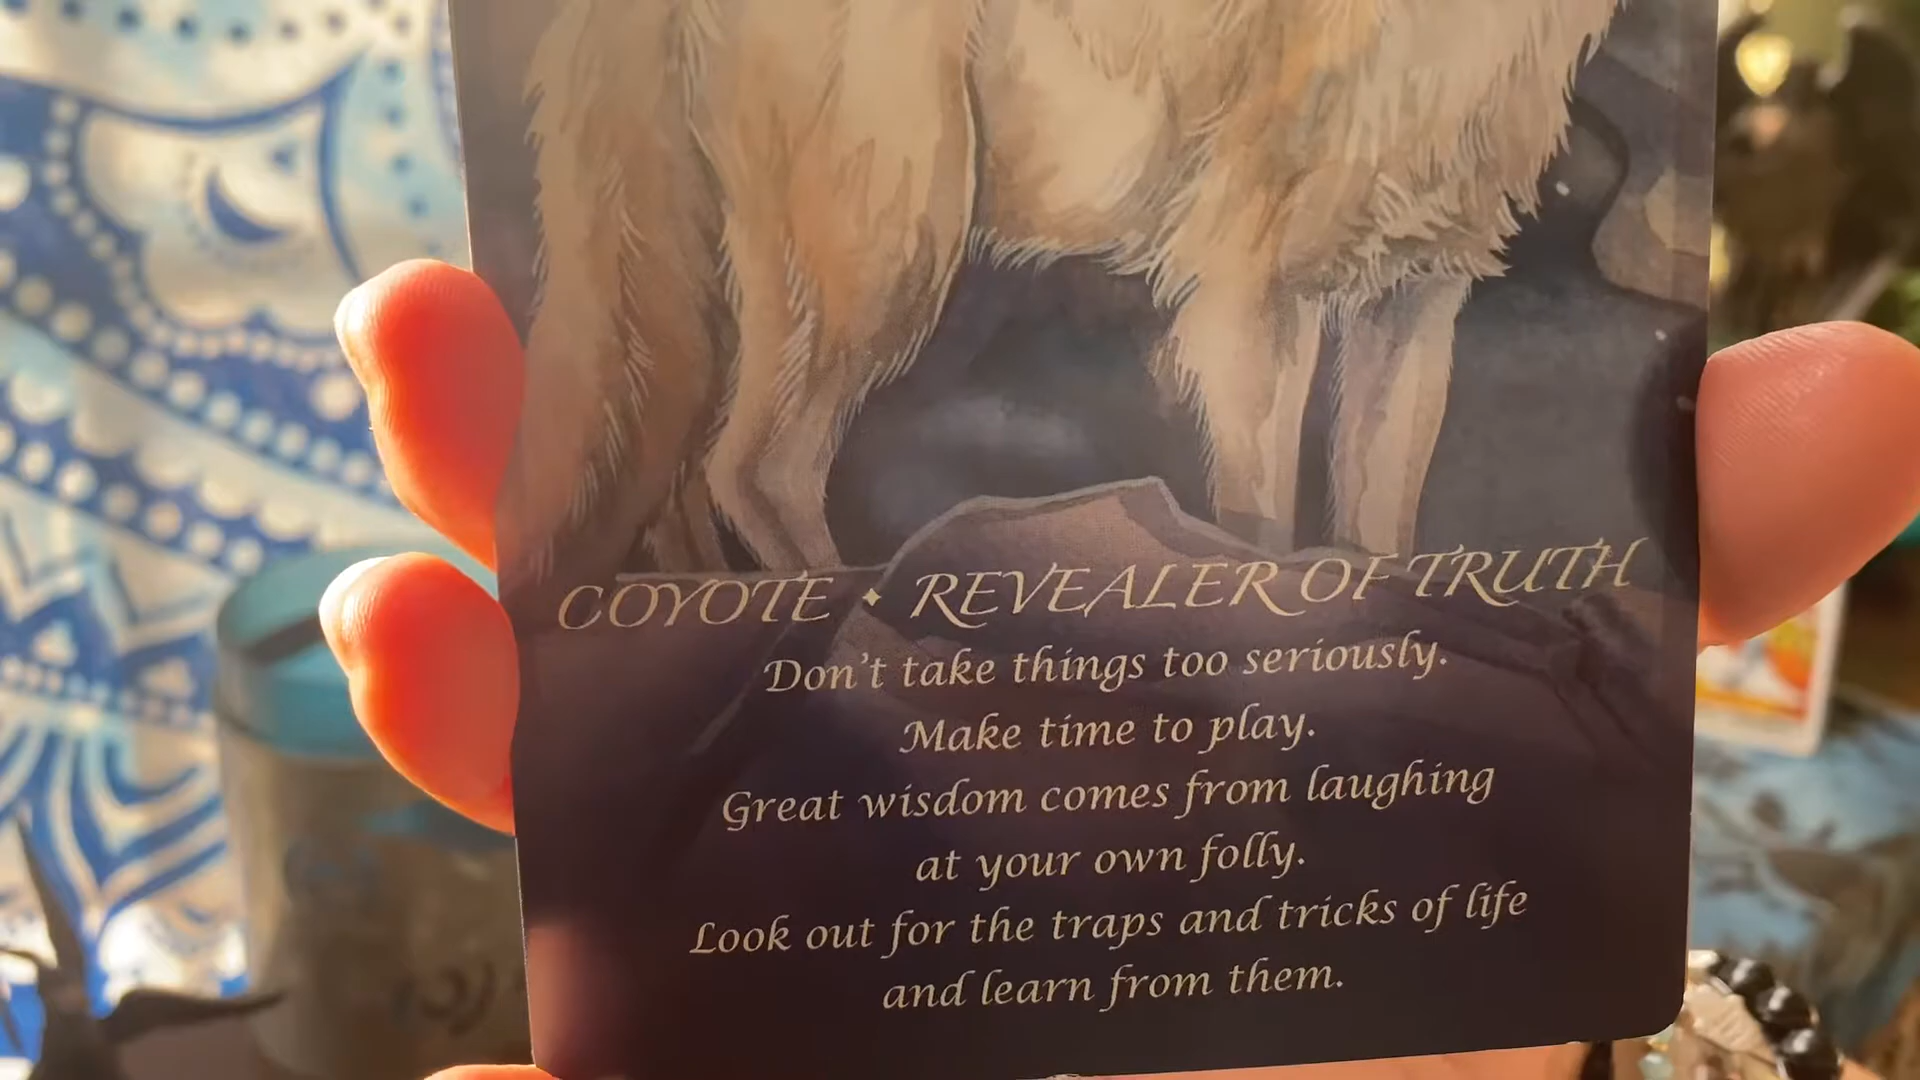 COYOTE ✦ REVEALER OF TRUTH
Don't take things too seriously.
Make time to play.
Great wisdom comes from laughing
at your own folly.
Look out for the traps and tricks of life
and learn from them.